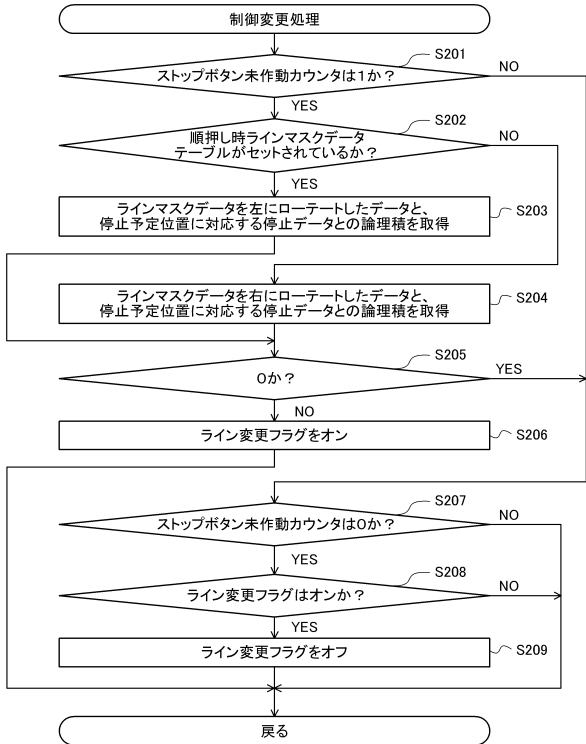 制御変更処理
S201
ストップボタン未作動カウンタは1か？
NO
YES
S202
順押し時ラインマスクデータ
テーブルがセットされているか？
NO
YES
ラインマスクデータを左にローテートしたデータと、
停止予定位置に対応する停止データとの論理積を取得
S203
ラインマスクデータを右にローテートしたデータと、
停止予定位置に対応する停止データとの論理積を取得
S204
S205
0か？
YES
NO
ライン変更フラグをオン
S206
S207
ストップボタン未作動カウンタは0か？
NO
YES
S208
ライン変更フラグはオンか？
NO
YES
ライン変更フラグをオフ
S209
戻る